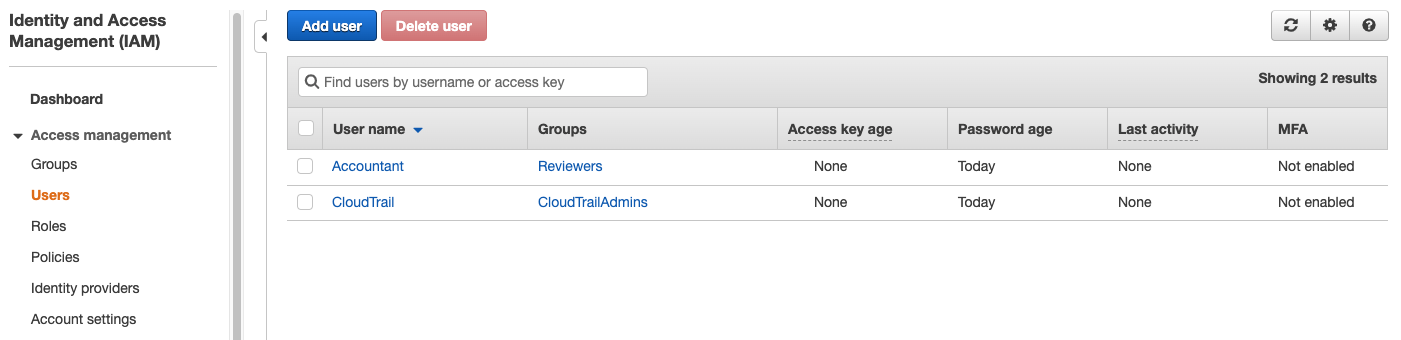 Identity and Access
Management (IAM)
Dashboard
Access management
Groups
Users
Roles
Policies
Identity providers
Account settings
Add user Delete user
Find users by username or access key Showing 2 results
User name Groups Access key age Password age Last activity MFA
Accountant Reviewers None Today None Not enabled
CloudTrail CloudTrailAdmins None Today None Not enabled